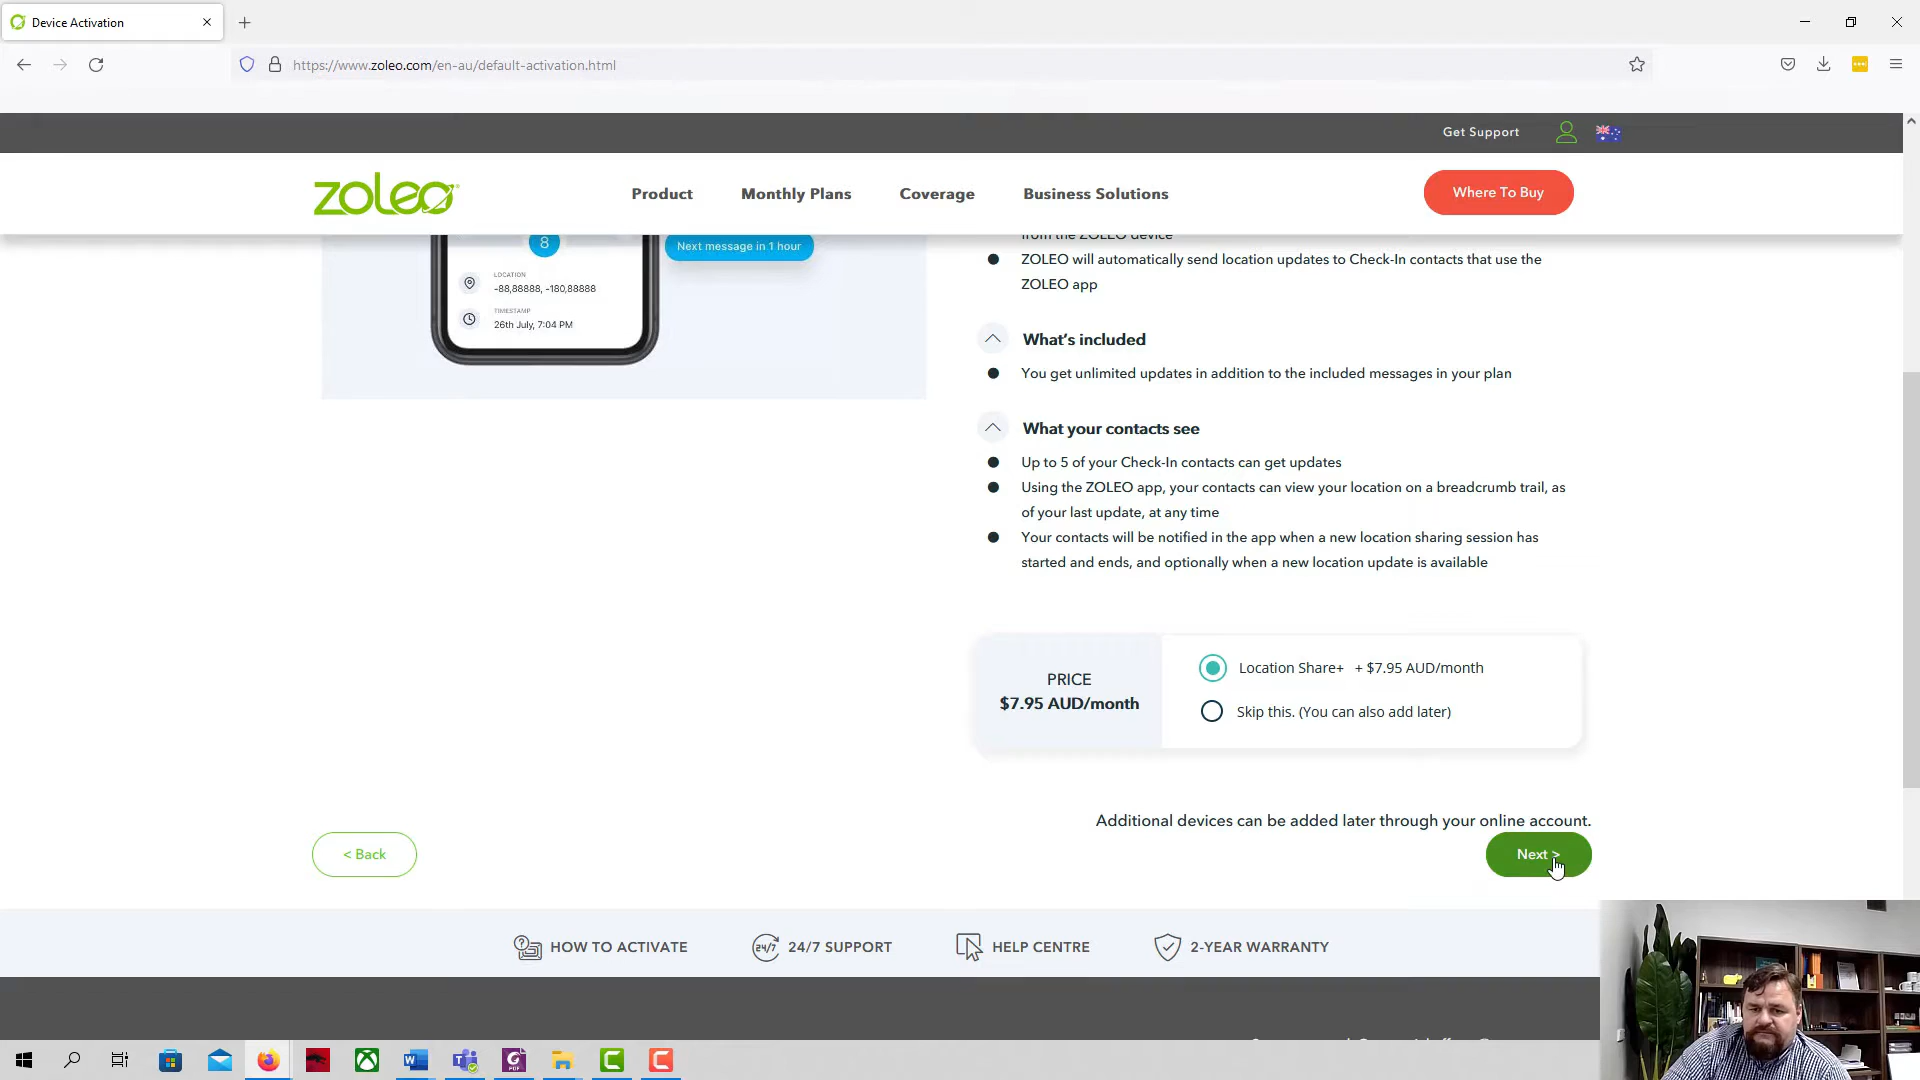 Device Activation
https://www.zoleo.com/en-au/default-activation.html
Get Support
zoleo
Product
Monthly Plans
Coverage
Business Solutions
Where To Buy
8
Next message in 1 hour
LOCATION
-88,88888, -180,88888
TIMESTAMP
26th July, 7:04 PM
from the ZOLEO device
ZOLEO will automatically send location updates to Check-In contacts that use the
ZOLEO app
What's included
You get unlimited updates in addition to the included messages in your plan
What your contacts see
Up to 5 of your Check-In contacts can get updates
Using the ZOLEO app, your contacts can view your location on a breadcrumb trail, as
of your last update, at any time
Your contacts will be notified in the app when a new location sharing session has
started and ends, and optionally when a new location update is available
PRICE
$7.95 AUD/month
Location Share+ + $7.95 AUD/month
Skip this. (You can also add later)
Additional devices can be added later through your online account.
< Back
Next >
HOW TO ACTIVATE
24/7
24/7 SUPPORT
HELP CENTRE
2-YEAR WARRANTY